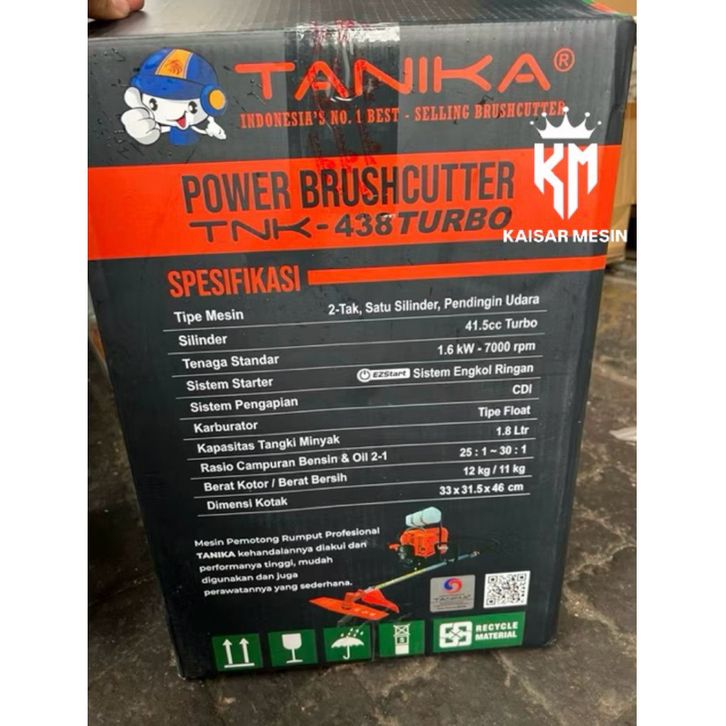 TANIKA®
INDONESIA'S NO. 1 BEST - SELLING BRUSHCUTTER
KM
KAISAR MESIN
POWER BRUSHCUTTER
TNK-438 TURBO
SPESIFIKASI
Tipe Mesin 2-Tak, Satu Silinder, Pendingin Udara
Silinder 41.5cc Turbo
Tenaga Standar 1.6 kW - 7000 rpm
Sistem Starter EZStart Sistem Engkol Ringan
Sistem Pengapian CDI
Karburator Tipe Float
Kapasitas Tangki Minyak 1.8 Ltr
Rasio Campuran Bensin & Oil 2-1 25 : 1 ~ 30 : 1
Berat Kotor / Berat Bersih 12 kg / 11 kg
Dimensi Kotak 33 x 31.5 x 46 cm
Mesin Pemotong Rumput Profesional
TANIKA kehandalannya diakui dan
performanya tinggi, mudah
digunakan dan juga
perawatannya yang sederhana.
RECYCLE
MATERIAL